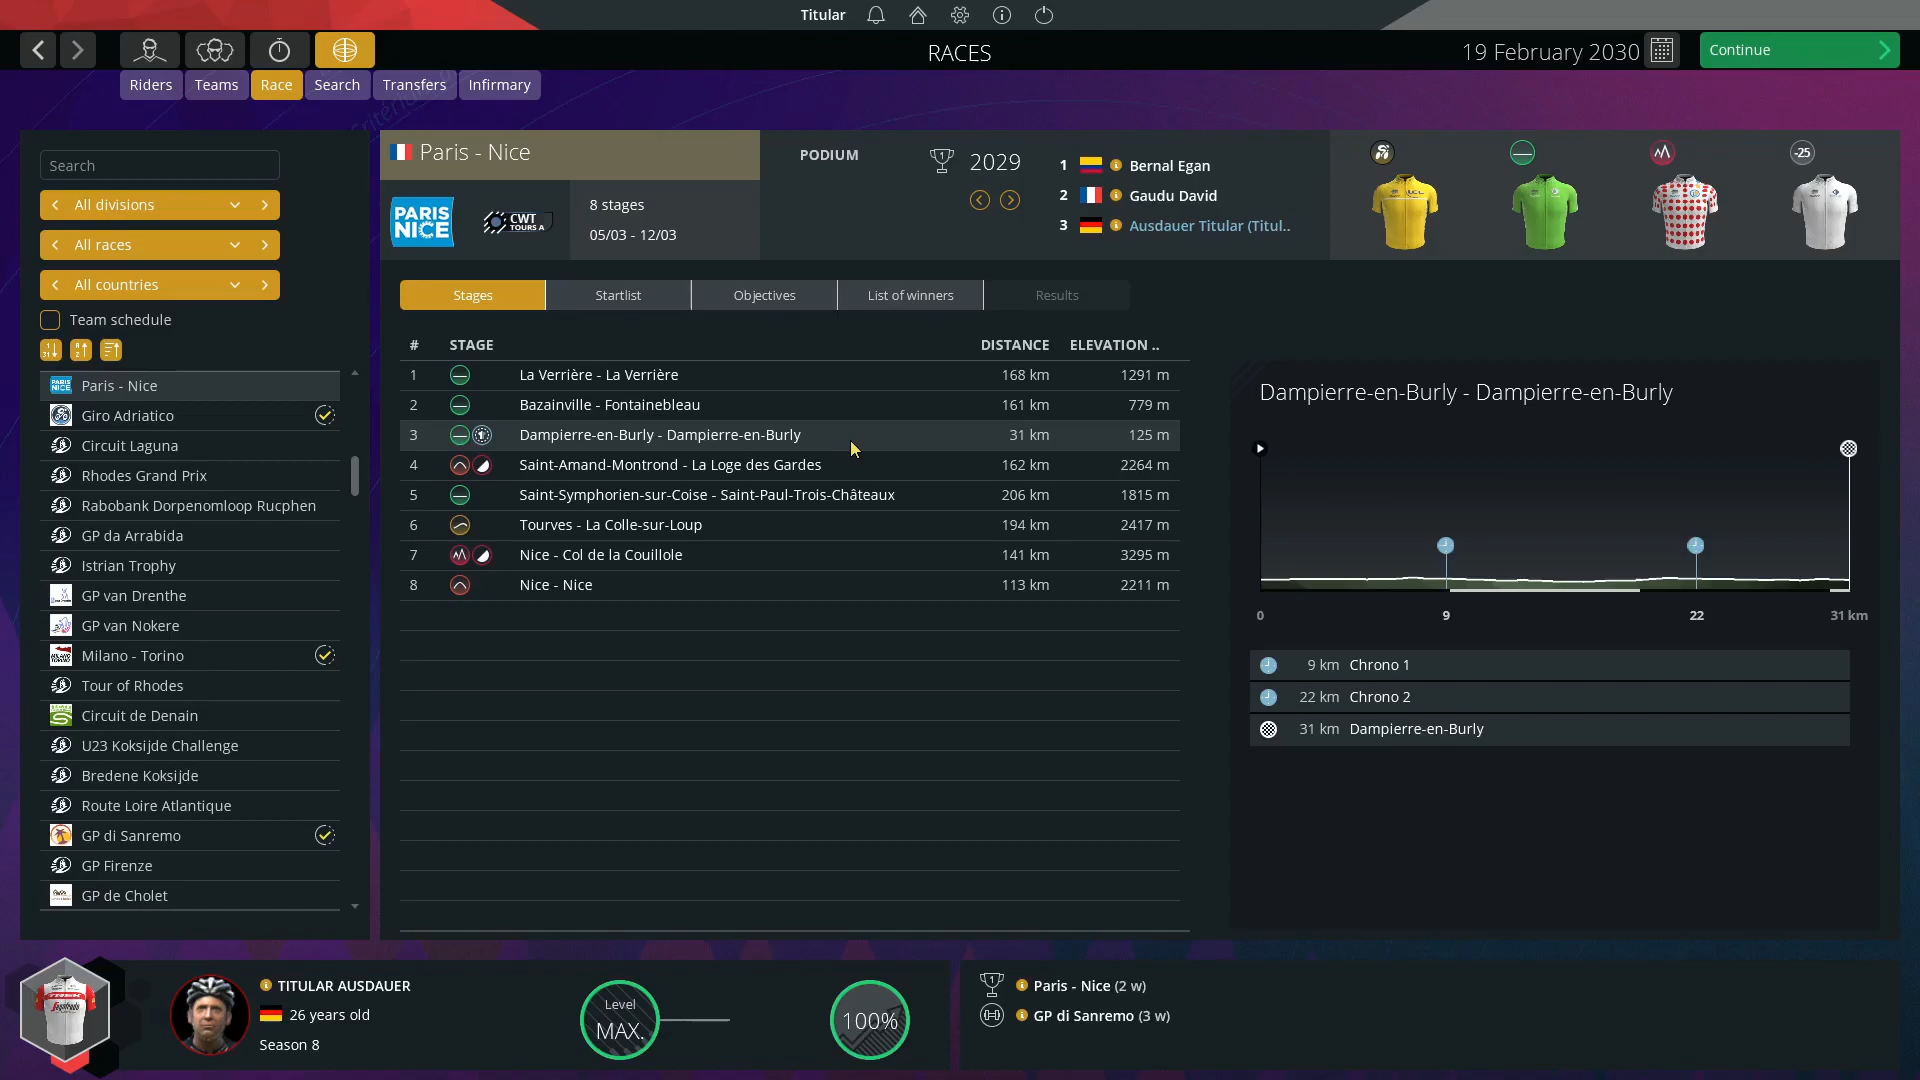 Titular
RACES
19 February 2030
Continue
Riders
Teams
Race
Search
Transfers
Infirmary
Search
All divisions
All races
All countries
Team schedule
Paris - Nice
Giro Adriatico
Circuit Laguna
Rhodes Grand Prix
Rabobank Dorpenomloop Rucphen
GP da Arrabida
Istrian Trophy
GP van Drenthe
GP van Nokere
Milano - Torino
Tour of Rhodes
Circuit de Denain
U23 Koksijde Challenge
Bredene Koksijde
Route Loire Atlantique
GP di Sanremo
GP Firenze
GP de Cholet
Paris - Nice
PARIS NICE
CWT TOURS A
8 stages
05/03 - 12/03
PODIUM
2029
1 Bernal Egan
2 Gaudu David
3 Ausdauer Titular (Titul..
-25
Stages
Startlist
Objectives
List of winners
Results
# STAGE DISTANCE ELEVATION ..
1 La Verrière - La Verrière 168 km 1291 m
2 Bazainville - Fontainebleau 161 km 779 m
3 Dampierre-en-Burly - Dampierre-en-Burly 31 km 125 m
4 Saint-Amand-Montrond - La Loge des Gardes 162 km 2264 m
5 Saint-Symphorien-sur-Coise - Saint-Paul-Trois-Châteaux 206 km 1815 m
6 Tourves - La Colle-sur-Loup 194 km 2417 m
7 Nice - Col de la Couillole 141 km 3295 m
8 Nice - Nice 113 km 2211 m
Dampierre-en-Burly - Dampierre-en-Burly
0 9 22 31 km
9 km Chrono 1
22 km Chrono 2
31 km Dampierre-en-Burly
TITULAR AUSDAUER
26 years old
Season 8
Level
MAX.
100%
Paris - Nice (2 w)
GP di Sanremo (3 w)